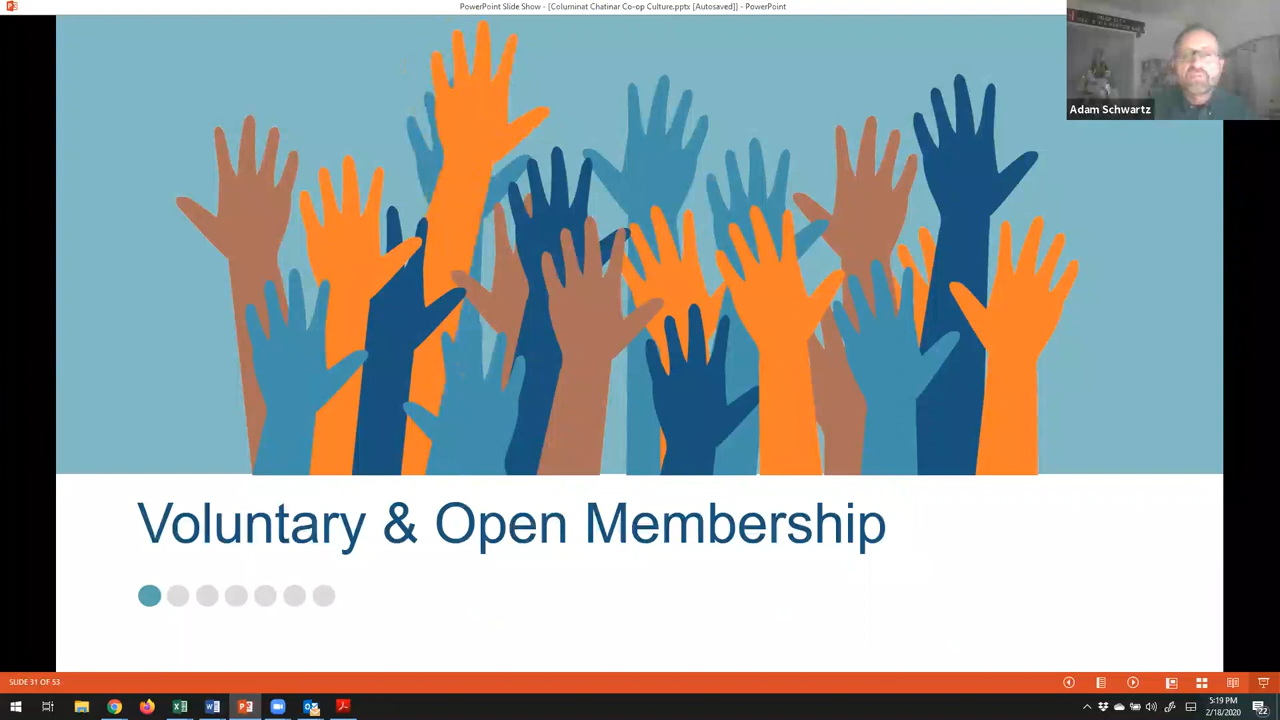 PowerPoint Slide Show - [Columinat Chatinar Co-op Culture.pptx [Autosaved]] - PowerPoint
Adam Schwartz
Voluntary & Open Membership
SLIDE 31 OF 53
5:19 PM
2/18/2020
22